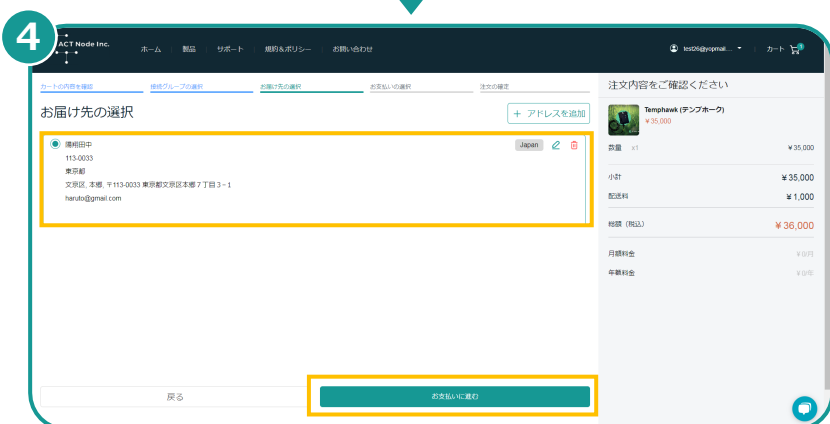 4
ACT Node Inc.
ホーム
製品
サポート
規約&ポリシー
お問い合わせ
test26@yopmail...
カート
カートの内容を確認
接続グループの選択
お届け先の選択
お支払いの選択
注文の確定
お届け先の選択
+ アドレスを追加
陽翔田中
Japan
113-0033
東京都
文京区, 本郷, 〒113-0033 東京都文京区本郷7丁目3−1
haruto@gmail.com
戻る
お支払いに進む
注文内容をご確認ください
Temphawk (テンプホーク)
¥35,000
数量 x1 ¥35,000
小計 ¥35,000
配送料 ¥1,000
総額(税込) ¥36,000
月額料金 ¥0/月
年額料金 ¥0/年